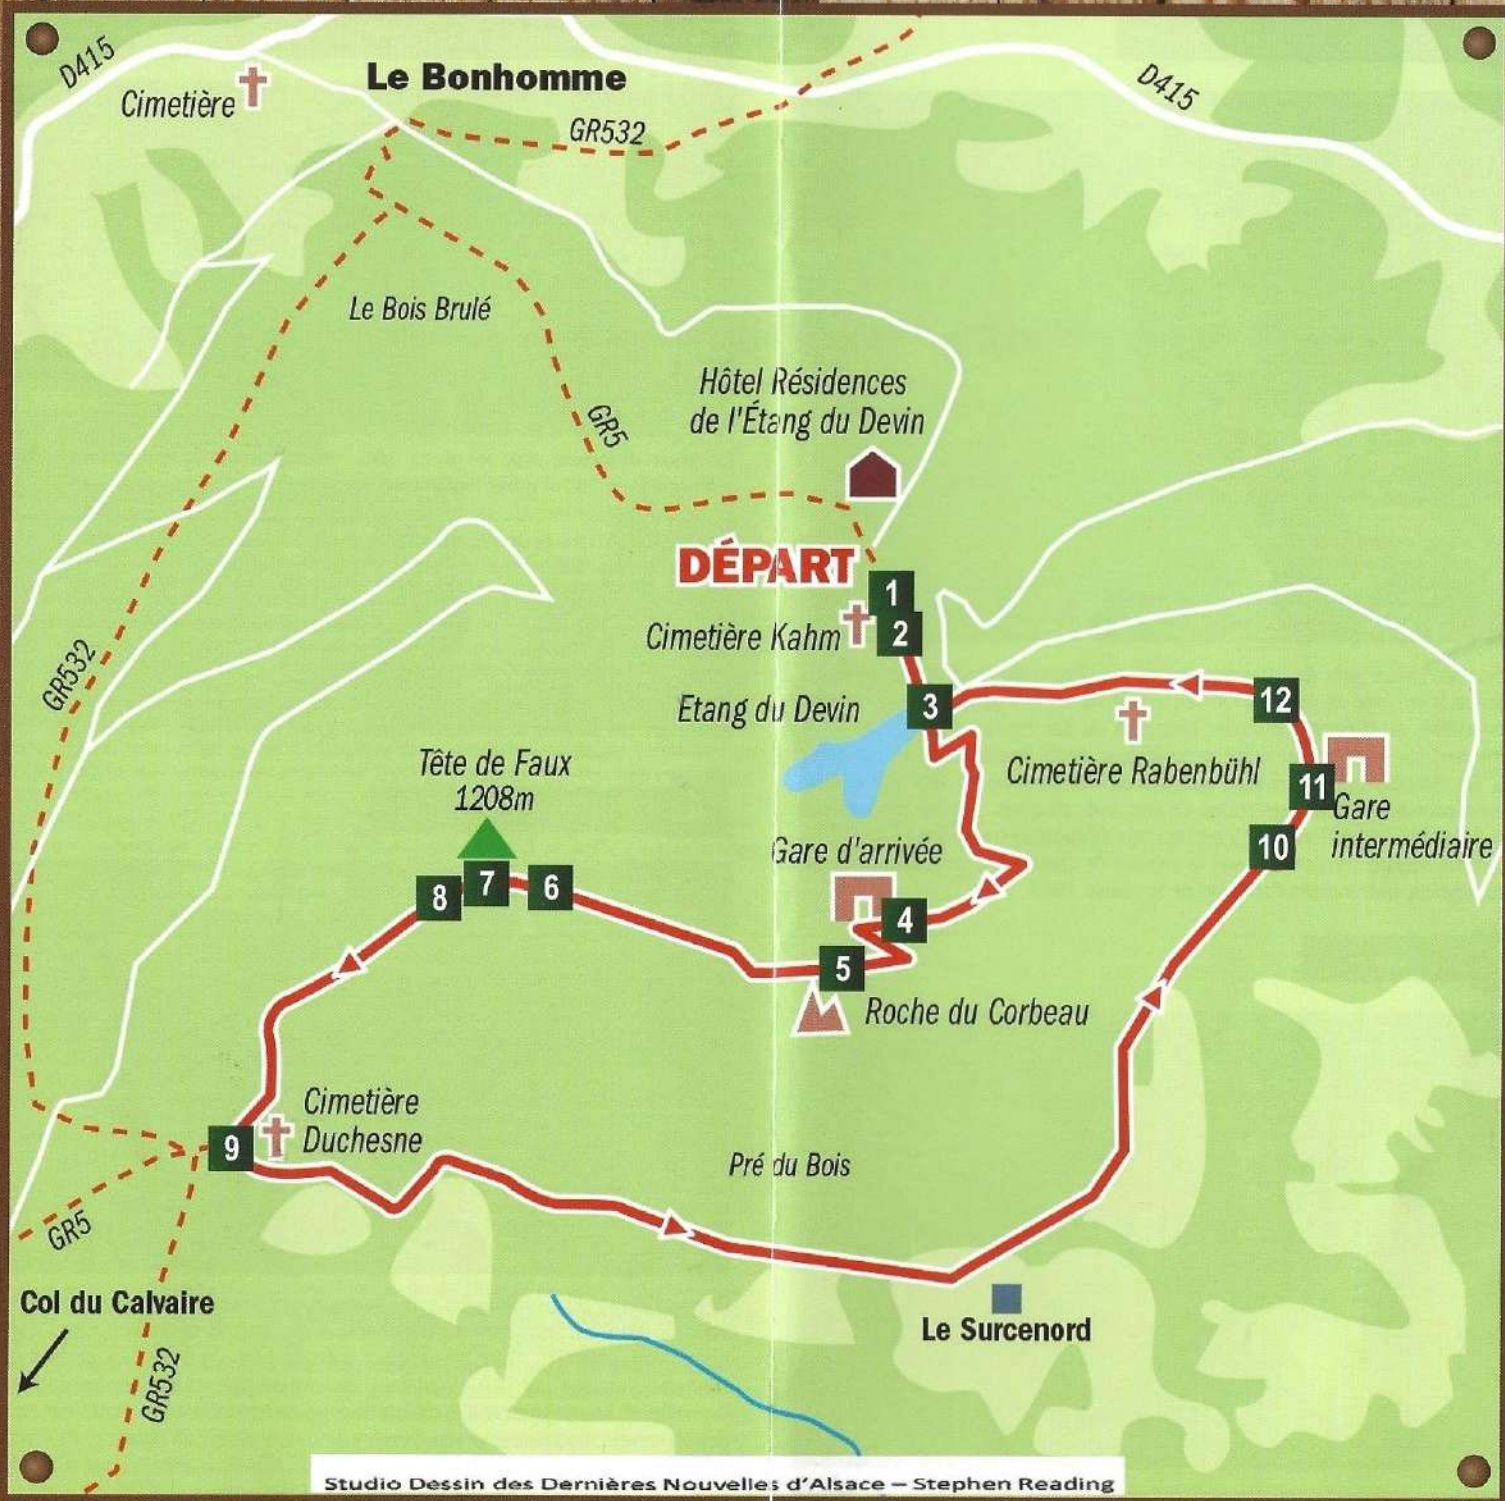 D415
Cimetière
Le Bonhomme
GR532
D415
Le Bois Brulé
Hôtel Résidences
de l'Étang du Devin
GR5
DÉPART
1
Cimetière Kahm
2
GR532
Etang du Devin
3
12
Cimetière Rabenbühl
11
Gare
intermédiaire
10
Tête de Faux
1208m
Gare d'arrivée
8
7
6
4
5
Roche du Corbeau
Cimetière
Duchesne
9
Pré du Bois
GR5
Col du Calvaire
GR532
Le Surcenord
Studio Dessin des Dernières Nouvelles d'Alsace – Stephen Reading